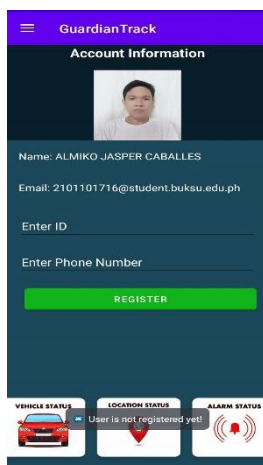 GuardianTrack
Account Information
Name: ALMIKO JASPER CABALLES
Email: 2101101716@student.buksu.edu.ph
Enter ID
Enter Phone Number
REGISTER
VEHICLE STATUS
LOCATION STATUS
ALARM STATUS
User is not registered yet!